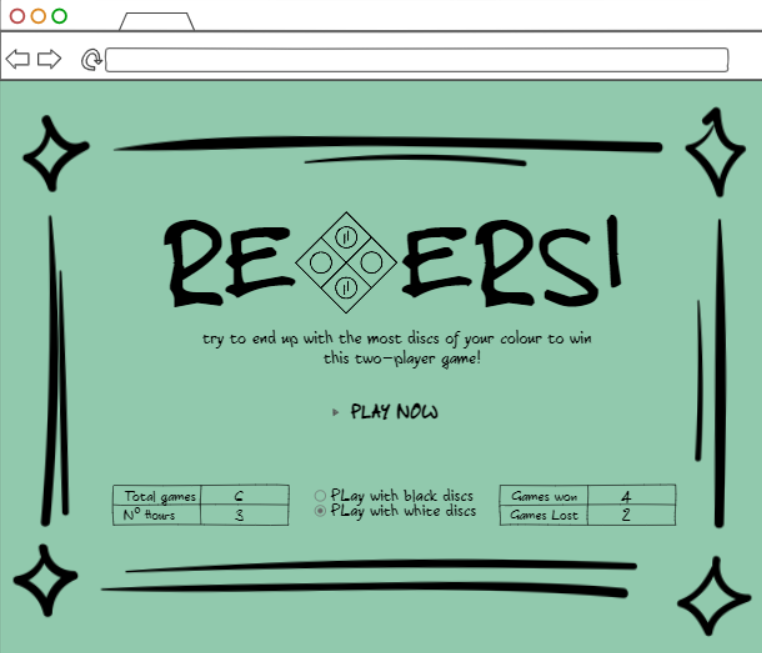 RE ERSI
try to end up with the most discs of your colour to win
this two-player game!
PLAY NOW
Total games 6
Nº Hours 3
PLay with black discs
PLay with white discs
Games won 4
Games Lost 2